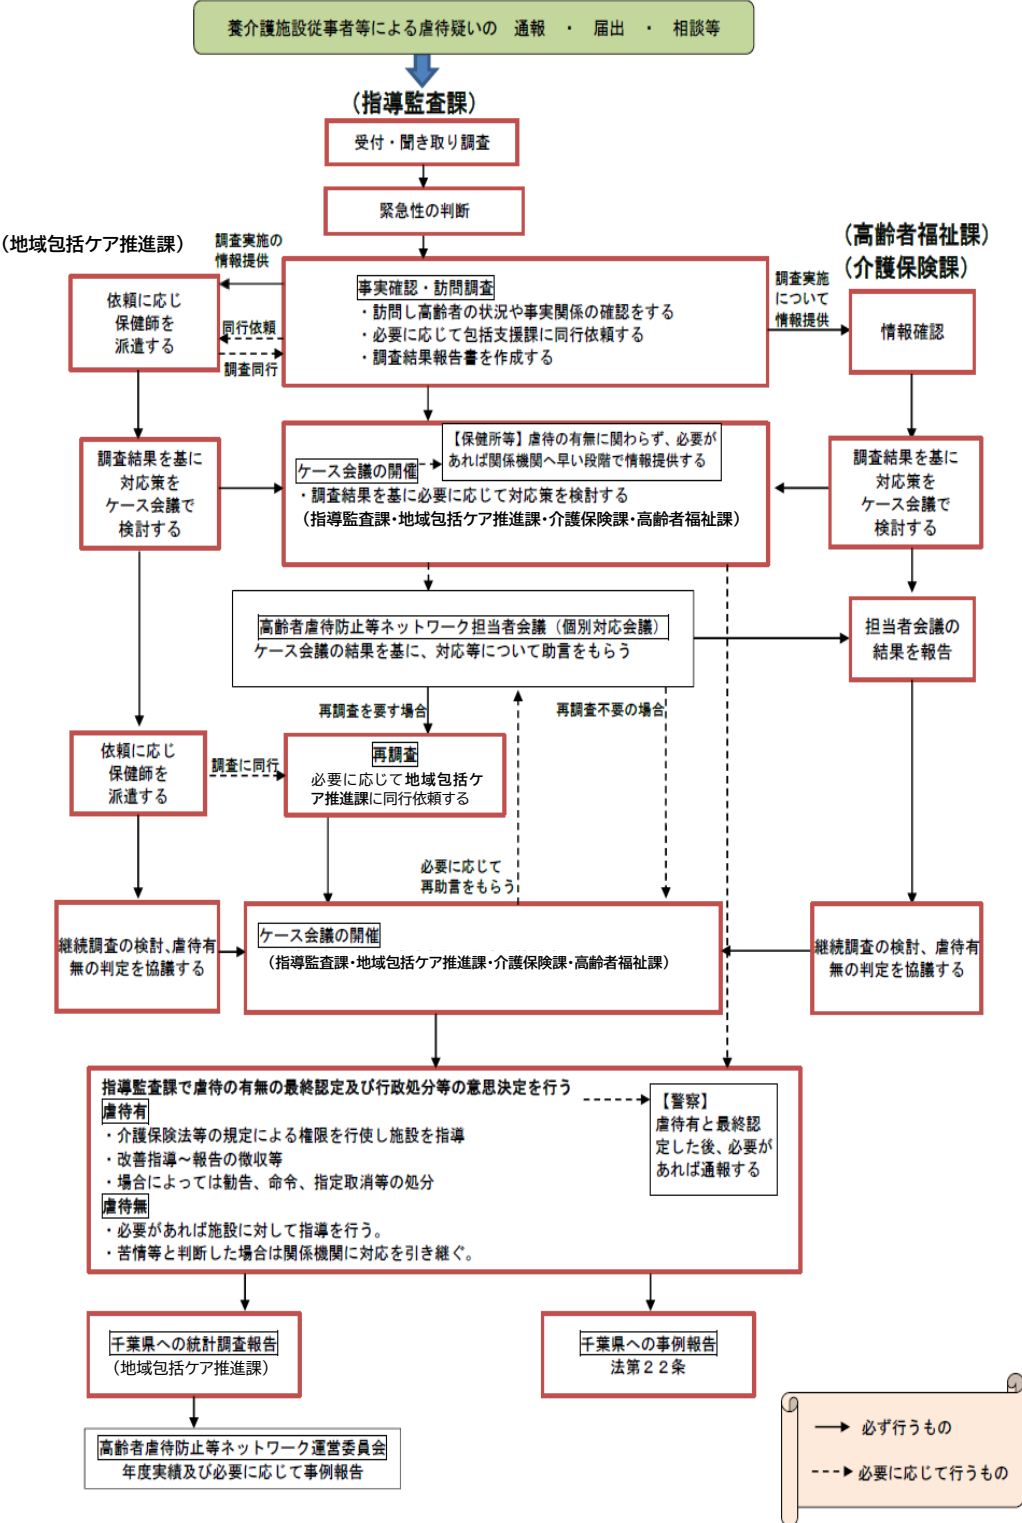 養介護施設従事者等による虐待疑いの 通報 ・ 届出 ・ 相談等
(指導監査課)
受付・聞き取り調査
緊急性の判断
(地域包括ケア推進課)
調査実施の
情報提供
(高齢者福祉課)
(介護保険課)
依頼に応じ
保健師を
派遣する
同行依頼
調査同行
事実確認・訪問調査
・訪問し高齢者の状況や事実関係の確認をする
・必要に応じて包括支援課に同行依頼する
・調査結果報告書を作成する
調査実施
について
情報提供
情報確認
調査結果を基に
対応策を
ケース会議で
検討する
【保健所等】虐待の有無に関わらず、必要が
あれば関係機関へ早い段階で情報提供する
ケース会議の開催
・調査結果を基に必要に応じて対応策を検討する
(指導監査課・地域包括ケア推進課・介護保険課・高齢者福祉課)
調査結果を基に
対応策を
ケース会議で
検討する
高齢者虐待防止等ネットワーク担当者会議(個別対応会議)
ケース会議の結果を基に、対応等について助言をもらう
担当者会議の
結果を報告
再調査を要す場合
再調査不要の場合
依頼に応じ
保健師を
派遣する
調査に同行
再調査
必要に応じて地域包括ケ
ア推進課に同行依頼する
必要に応じて
再助言をもらう
継続調査の検討、虐待有
無の判定を協議する
ケース会議の開催
(指導監査課・地域包括ケア推進課・介護保険課・高齢者福祉課)
継続調査の検討、虐待有
無の判定を協議する
指導監査課で虐待の有無の最終認定及び行政処分等の意思決定を行う
虐待有
・介護保険法等の規定による権限を行使し施設を指導
・改善指導～報告の徴収等
・場合によっては勧告、命令、指定取消等の処分
虐待無
・必要があれば施設に対して指導を行う。
・苦情等と判断した場合は関係機関に対応を引き継ぐ。
【警察】
虐待有と最終認
定した後、必要が
あれば通報する
千葉県への統計調査報告
(地域包括ケア推進課)
千葉県への事例報告
法第２２条
高齢者虐待防止等ネットワーク運営委員会
年度実績及び必要に応じて事例報告
必ず行うもの
必要に応じて行うもの